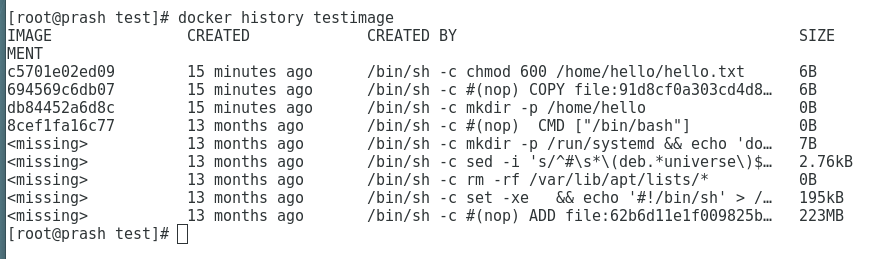 [root@prash test]# docker history testimage
IMAGE CREATED CREATED BY SIZE
MENT
c5701e02ed09 15 minutes ago /bin/sh -c chmod 600 /home/hello/hello.txt 6B
694569c6db07 15 minutes ago /bin/sh -c #(nop) COPY file:91d8cf0a303cd4d8… 6B
db84452a6d8c 15 minutes ago /bin/sh -c mkdir -p /home/hello 0B
8cef1fa16c77 13 months ago /bin/sh -c #(nop)  CMD ["/bin/bash"] 0B
<missing> 13 months ago /bin/sh -c mkdir -p /run/systemd && echo 'do… 7B
<missing> 13 months ago /bin/sh -c sed -i 's/^#\s*\(deb.*universe\)$… 2.76kB
<missing> 13 months ago /bin/sh -c rm -rf /var/lib/apt/lists/* 0B
<missing> 13 months ago /bin/sh -c set -xe   && echo '#!/bin/sh' > /… 195kB
<missing> 13 months ago /bin/sh -c #(nop) ADD file:62b6d11e1f009825b… 223MB
[root@prash test]#